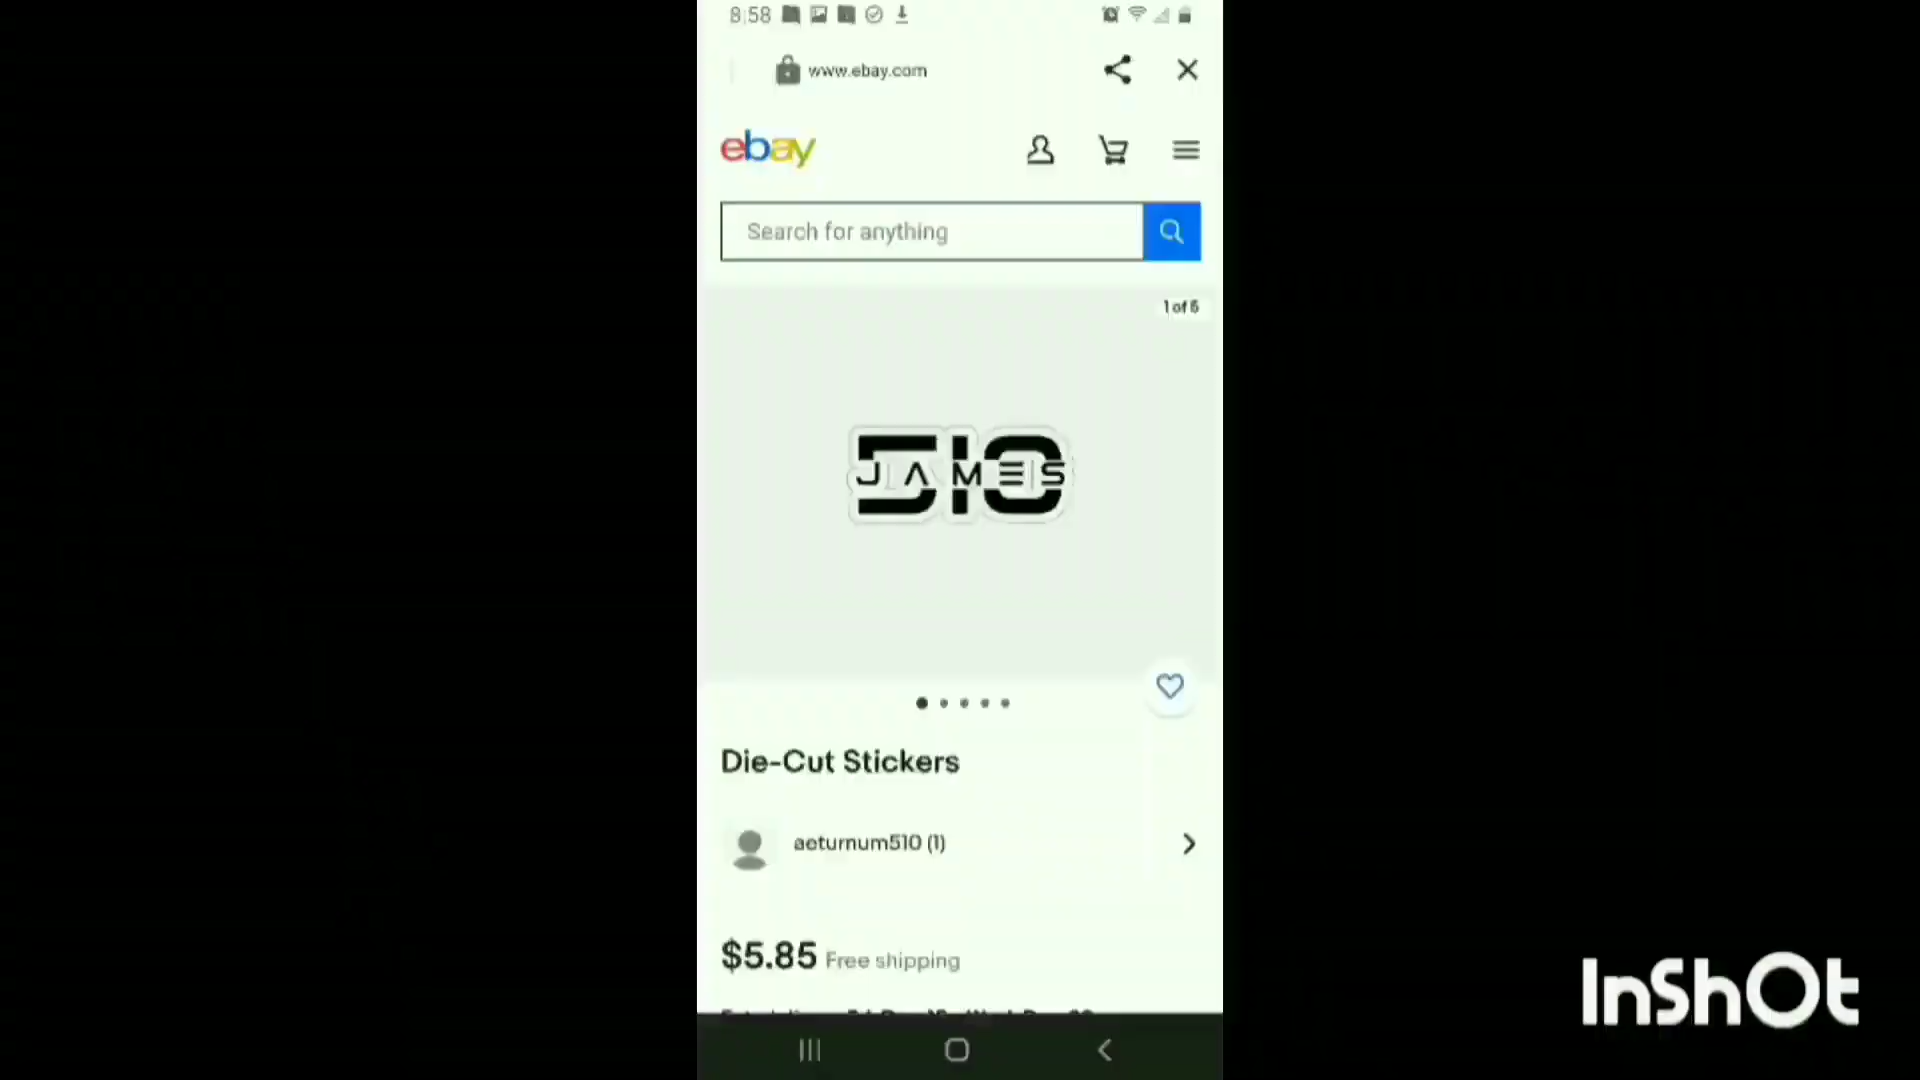 8:58
www.ebay.com
ebay
Search for anything
1 of 5
510
JAMES
Die-Cut Stickers
aeturnum510 (1)
$5.85 Free shipping
InShOt